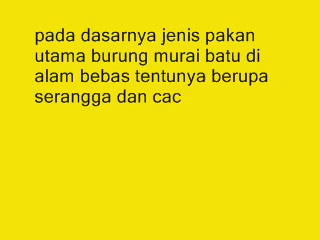 pada dasarnya jenis pakan
utama burung murai batu di
alam bebas tentunya berupa
serangga dan cac